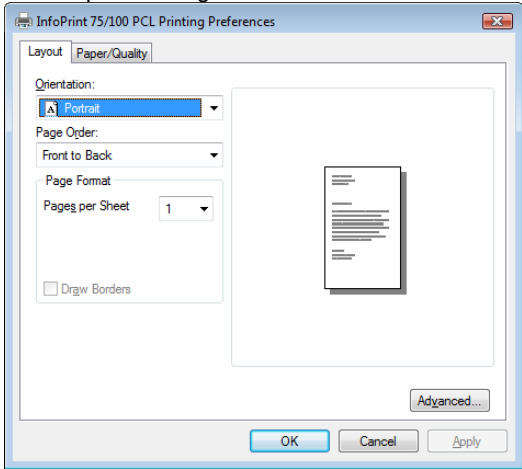 InfoPrint 75/100 PCL Printing Preferences
Layout Paper/Quality
Orientation:
A Portrait
Page Order:
Front to Back
Page Format
Pages per Sheet 1
Draw Borders
Advanced...
OK Cancel Apply